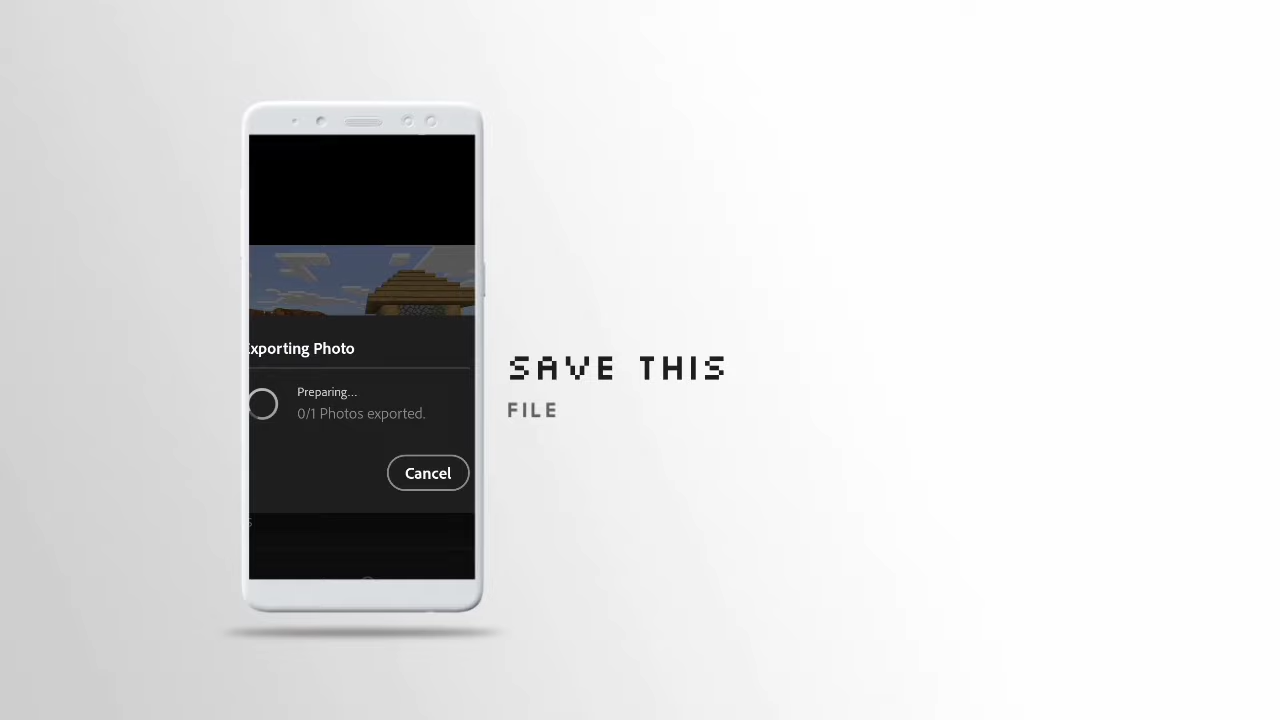 xporting Photo
Preparing...
0/1 Photos exported.
Cancel
SAVE THIS
FILE